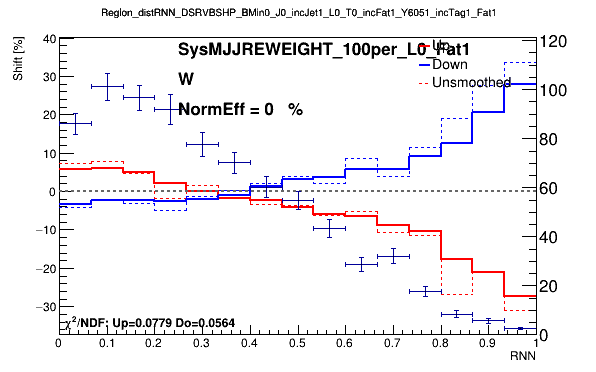 Region_distRNN_DSRVBSHP_BMin0_J0_incJet1_L0_T0_incFat1_Y6051_incTag1_Fat1
Shift [%]
SysMJJREWEIGHT_100per_L0_Fat1
W
NormEff = 0 %
Up
Down
Unsmoothed
40
30
20
10
0
−10
−20
−30
120
100
80
60
40
20
0
χ²/NDF: Up=0.0779 Do=0.0564
0 0.1 0.2 0.3 0.4 0.5 0.6 0.7 0.8 0.9 1
RNN